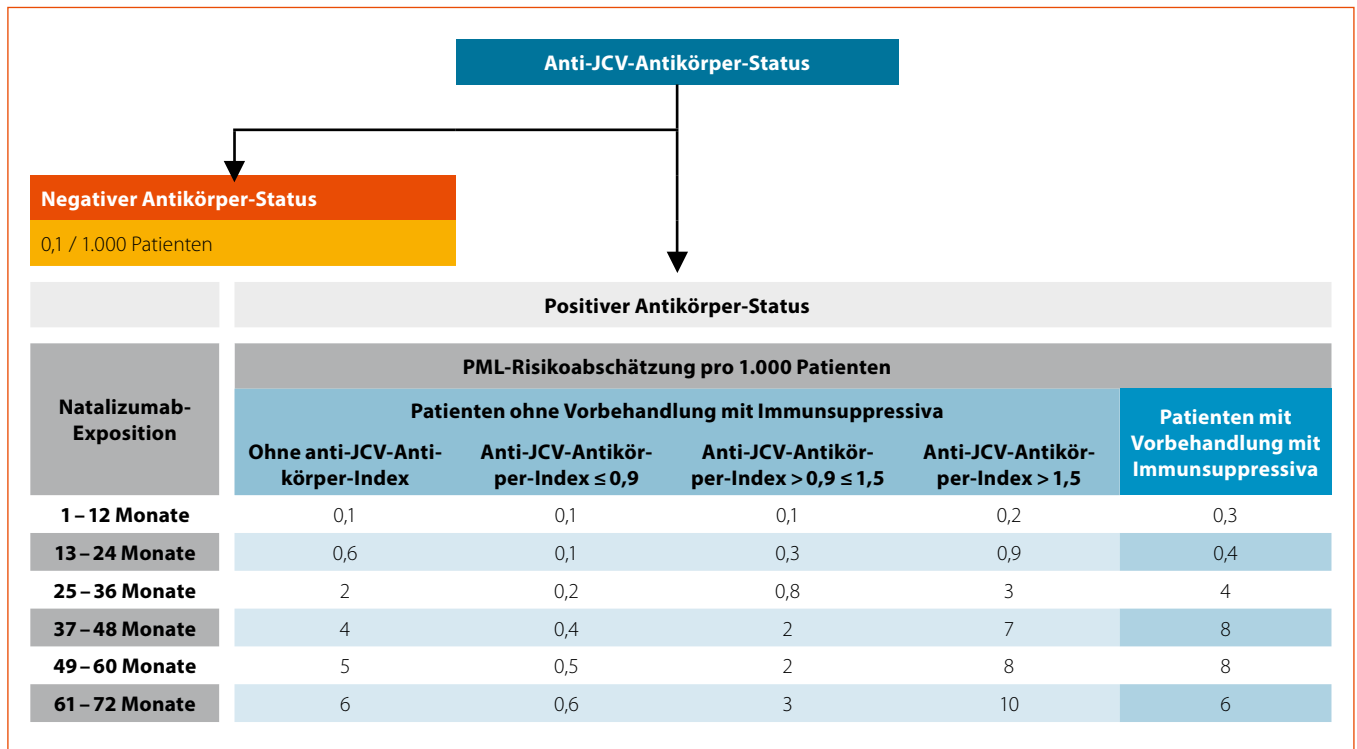 Anti-JCV-Antikörper-Status
Negativer Antikörper-Status
0,1 / 1.000 Patienten
Positiver Antikörper-Status
Natalizumab-
Exposition
PML-Risikoabschätzung pro 1.000 Patienten
Patienten ohne Vorbehandlung mit Immunsuppressiva
Patienten mit
Vorbehandlung mit
Immunsuppressiva
Ohne anti-JCV-Anti-
körper-Index
Anti-JCV-Antikör-
per-Index ≤ 0,9
Anti-JCV-Antikör-
per-Index > 0,9 ≤ 1,5
Anti-JCV-Antikör-
per-Index > 1,5
1 – 12 Monate 0,1 0,1 0,1 0,2 0,3
13 – 24 Monate 0,6 0,1 0,3 0,9 0,4
25 – 36 Monate 2 0,2 0,8 3 4
37 – 48 Monate 4 0,4 2 7 8
49 – 60 Monate 5 0,5 2 8 8
61 – 72 Monate 6 0,6 3 10 6